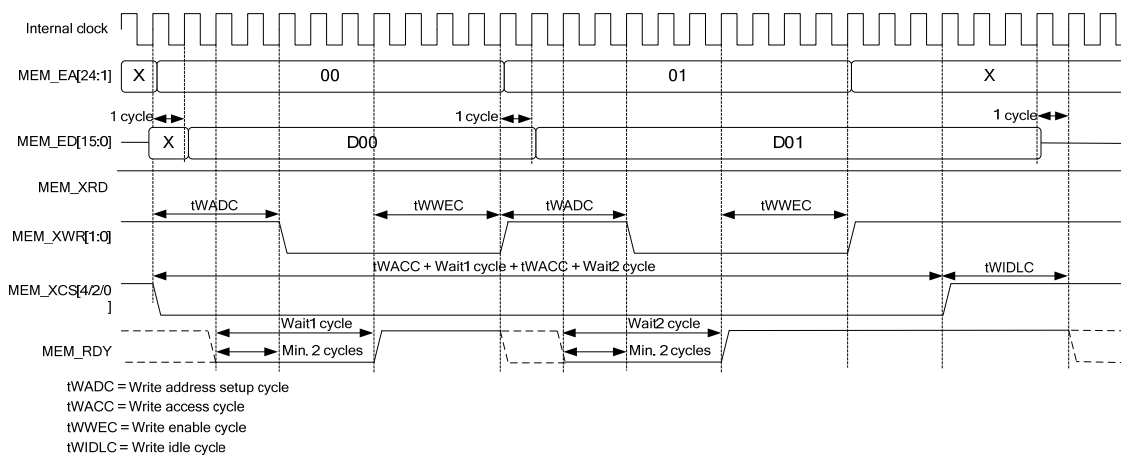 Internal clock
MEM_EA[24:1] X 00 01 X
1 cycle 1 cycle 1 cycle
MEM_ED[15:0] X D00 D01
MEM_XRD
tWADC tWWEC tWADC tWWEC
MEM_XWR[1:0]
tWACC + Wait1 cycle + tWACC + Wait2 cycle tWIDLC
MEM_XCS[4/2/0
]
Wait1 cycle Wait2 cycle
MEM_RDY Min. 2 cycles Min. 2 cycles
tWADC = Write address setup cycle
tWACC = Write access cycle
tWWEC = Write enable cycle
tWIDLC = Write idle cycle